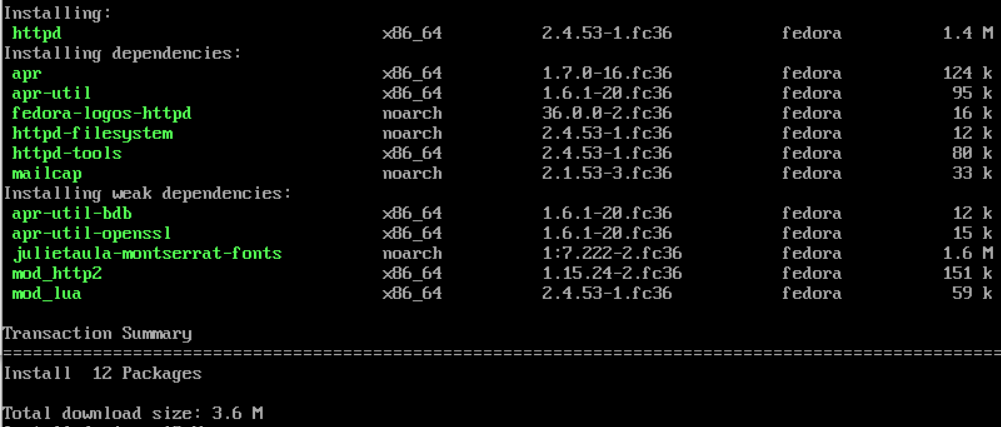 Installing:
httpd x86_64 2.4.53-1.fc36 fedora 1.4 M
Installing dependencies:
apr x86_64 1.7.0-16.fc36 fedora 124 k
apr-util x86_64 1.6.1-20.fc36 fedora 95 k
fedora-logos-httpd noarch 36.0.0-2.fc36 fedora 16 k
httpd-filesystem noarch 2.4.53-1.fc36 fedora 12 k
httpd-tools x86_64 2.4.53-1.fc36 fedora 80 k
mailcap noarch 2.1.53-3.fc36 fedora 33 k
Installing weak dependencies:
apr-util-bdb x86_64 1.6.1-20.fc36 fedora 12 k
apr-util-openssl x86_64 1.6.1-20.fc36 fedora 15 k
julietaula-montserrat-fonts noarch 1:7.222-2.fc36 fedora 1.6 M
mod_http2 x86_64 1.15.24-2.fc36 fedora 151 k
mod_lua x86_64 2.4.53-1.fc36 fedora 59 k
Transaction Summary
====================================================================================================
Install 12 Packages
Total download size: 3.6 M